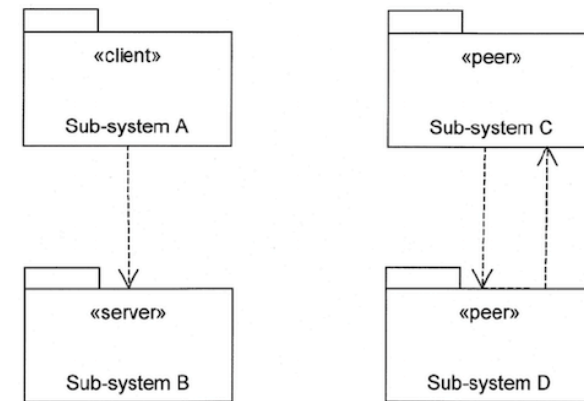 «client»
Sub-system A
«peer»
Sub-system C
«server»
Sub-system B
«peer»
Sub-system D